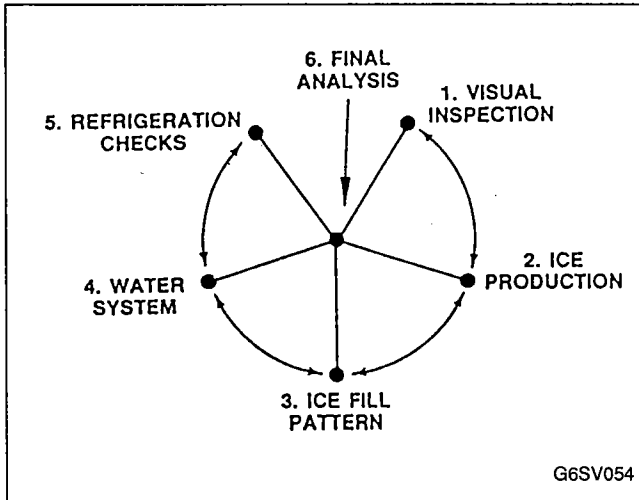 6. FINAL
ANALYSIS
1. VISUAL
INSPECTION
2. ICE
PRODUCTION
3. ICE FILL
PATTERN
4. WATER
SYSTEM
5. REFRIGERATION
CHECKS
G6SV054